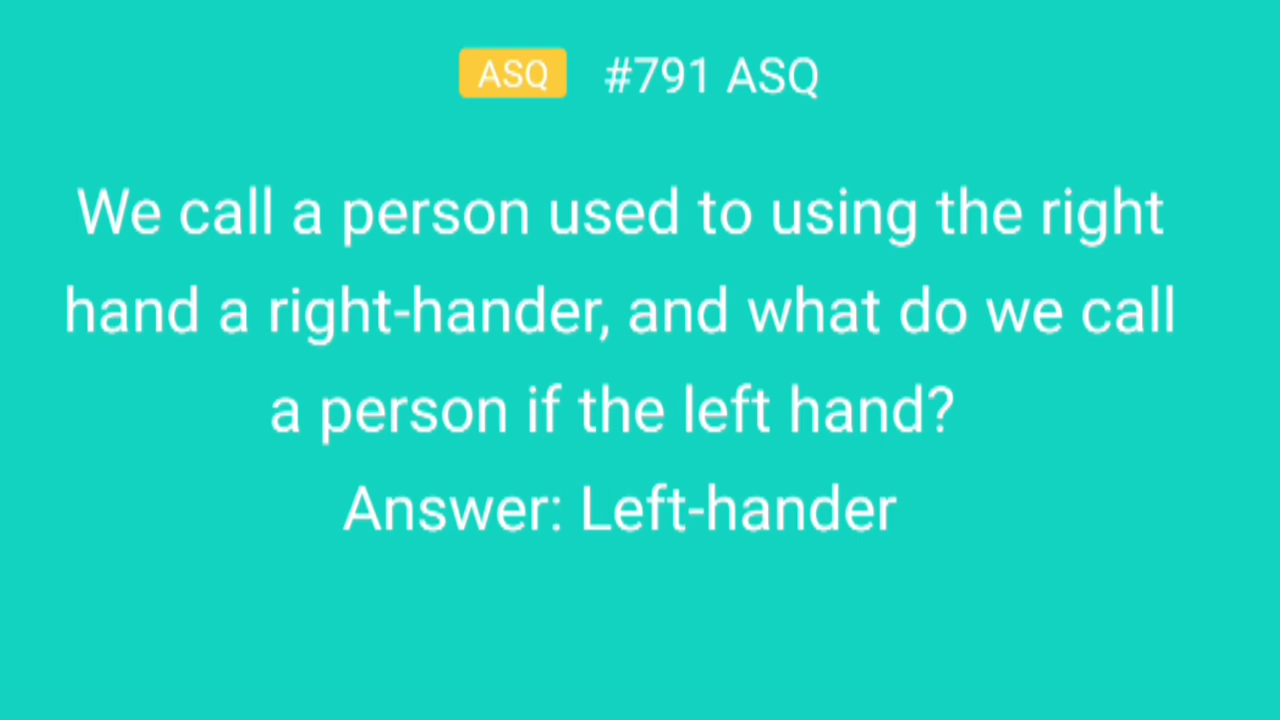 ASQ #791 ASQ
We call a person used to using the right
hand a right-hander, and what do we call
a person if the left hand?
Answer: Left-hander